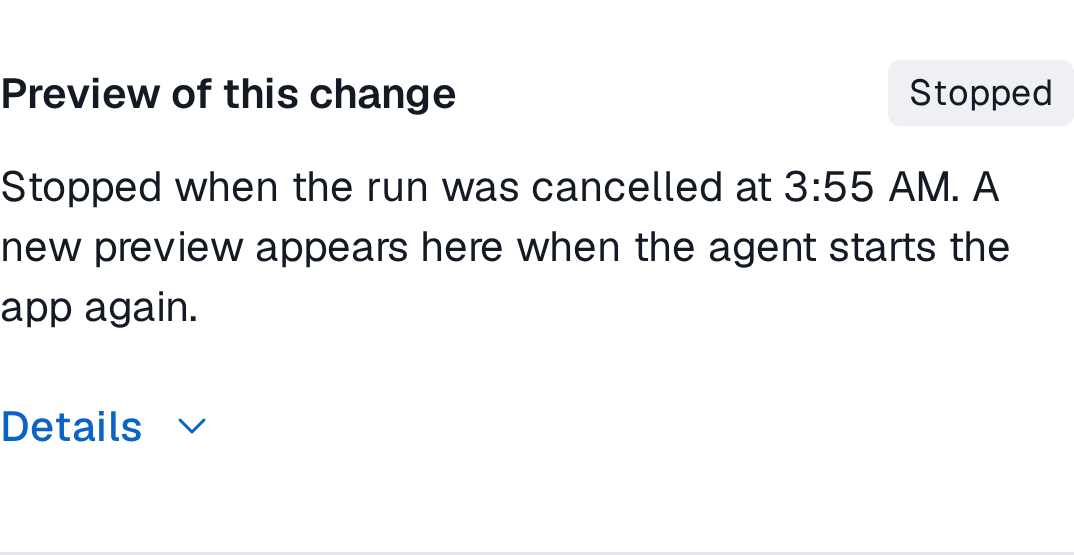 Preview of this change
Stopped
Stopped when the run was cancelled at 3:55 AM. A
new preview appears here when the agent starts the
app again.
Details